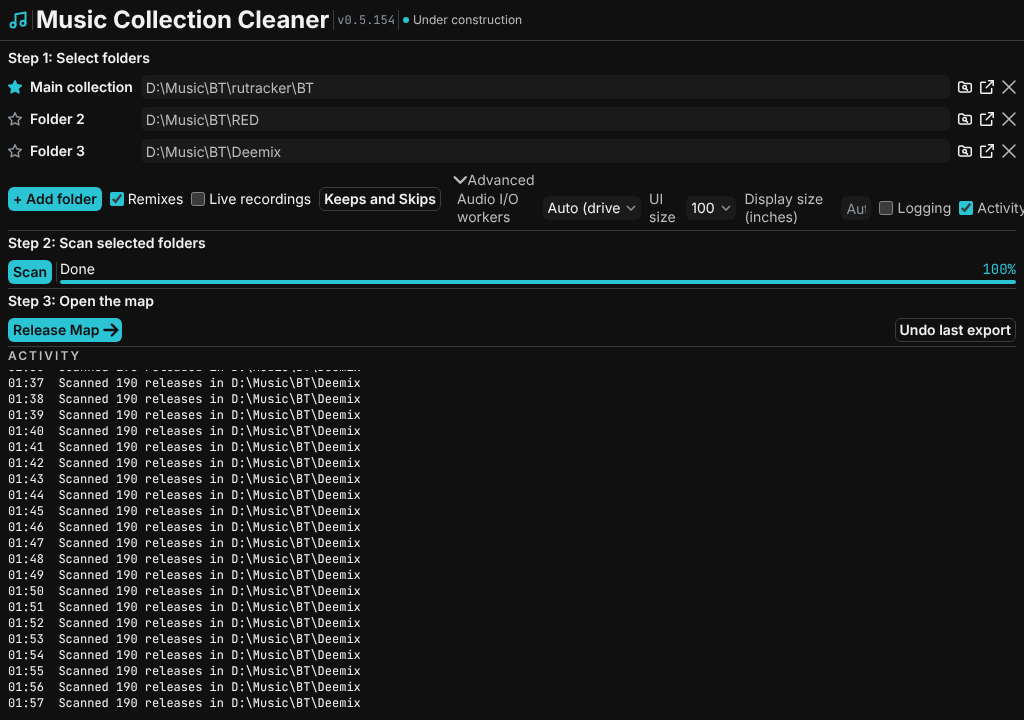 Music Collection Cleaner v0.5.154 Under construction
Step 1: Select folders
Main collection D:\Music\BT\rutracker\BT
Folder 2 D:\Music\BT\RED
Folder 3 D:\Music\BT\Deemix
Advanced
+ Add folder Remixes Live recordings Keeps and Skips Audio I/O workers Auto (drive UI size 100 Display size (inches) Aut Logging Activity
Step 2: Scan selected folders
Scan Done 100%
Step 3: Open the map
Release Map Undo last export
ACTIVITY
01:37 Scanned 190 releases in D:\Music\BT\Deemix
01:38 Scanned 190 releases in D:\Music\BT\Deemix
01:39 Scanned 190 releases in D:\Music\BT\Deemix
01:40 Scanned 190 releases in D:\Music\BT\Deemix
01:41 Scanned 190 releases in D:\Music\BT\Deemix
01:42 Scanned 190 releases in D:\Music\BT\Deemix
01:43 Scanned 190 releases in D:\Music\BT\Deemix
01:44 Scanned 190 releases in D:\Music\BT\Deemix
01:45 Scanned 190 releases in D:\Music\BT\Deemix
01:46 Scanned 190 releases in D:\Music\BT\Deemix
01:47 Scanned 190 releases in D:\Music\BT\Deemix
01:48 Scanned 190 releases in D:\Music\BT\Deemix
01:49 Scanned 190 releases in D:\Music\BT\Deemix
01:50 Scanned 190 releases in D:\Music\BT\Deemix
01:51 Scanned 190 releases in D:\Music\BT\Deemix
01:52 Scanned 190 releases in D:\Music\BT\Deemix
01:53 Scanned 190 releases in D:\Music\BT\Deemix
01:54 Scanned 190 releases in D:\Music\BT\Deemix
01:55 Scanned 190 releases in D:\Music\BT\Deemix
01:56 Scanned 190 releases in D:\Music\BT\Deemix
01:57 Scanned 190 releases in D:\Music\BT\Deemix